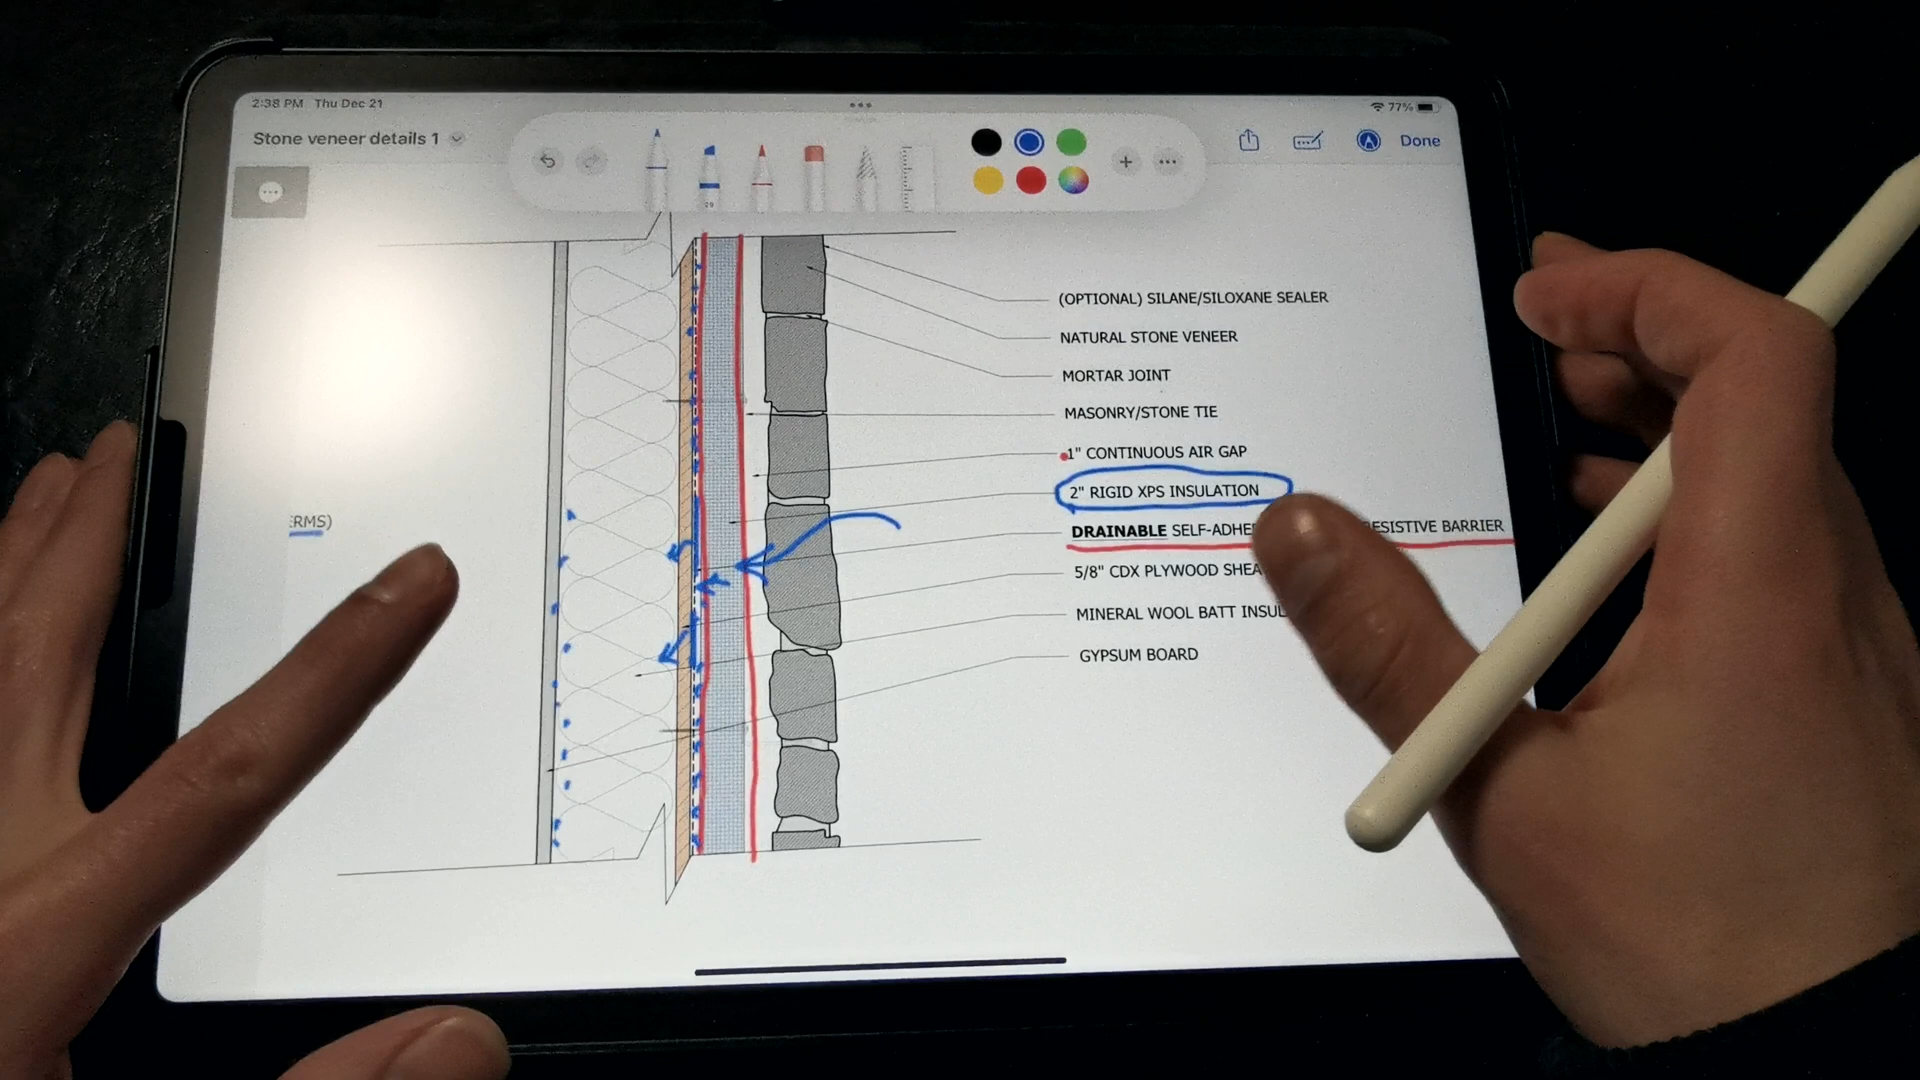 2:38 PM Thu Dec 21
77%
Stone veneer details 1
Done
29
(OPTIONAL) SILANE/SILOXANE SEALER
NATURAL STONE VENEER
MORTAR JOINT
MASONRY/STONE TIE
1" CONTINUOUS AIR GAP
2" RIGID XPS INSULATION
ERMS)
DRAINABLE SELF-ADHE ESISTIVE BARRIER
5/8" CDX PLYWOOD SHEA
MINERAL WOOL BATT INSUL
GYPSUM BOARD